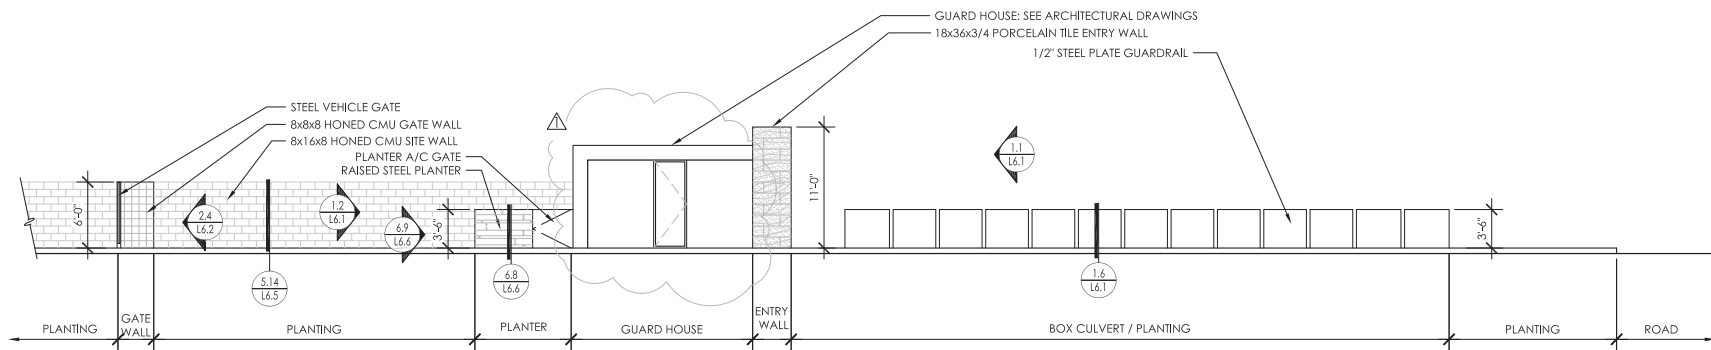 GUARD HOUSE: SEE ARCHITECTURAL DRAWINGS
18x36x3/4 PORCELAIN TILE ENTRY WALL
1/2" STEEL PLATE GUARDRAIL
STEEL VEHICLE GATE
8x8x8 HONED CMU GATE WALL
8x16x8 HONED CMU SITE WALL
PLANTER A/C GATE
RAISED STEEL PLANTER
1
1.1
L6.1
6'-0"
2.4
L6.2
1.2
L6.1
6.9
L6.6
3'-6"
11'-0"
3'-6"
5.14
L6.5
6.8
L6.6
1.6
L6.1
PLANTING
GATE
WALL
PLANTING
PLANTER
GUARD HOUSE
ENTRY
WALL
BOX CULVERT / PLANTING
PLANTING
ROAD